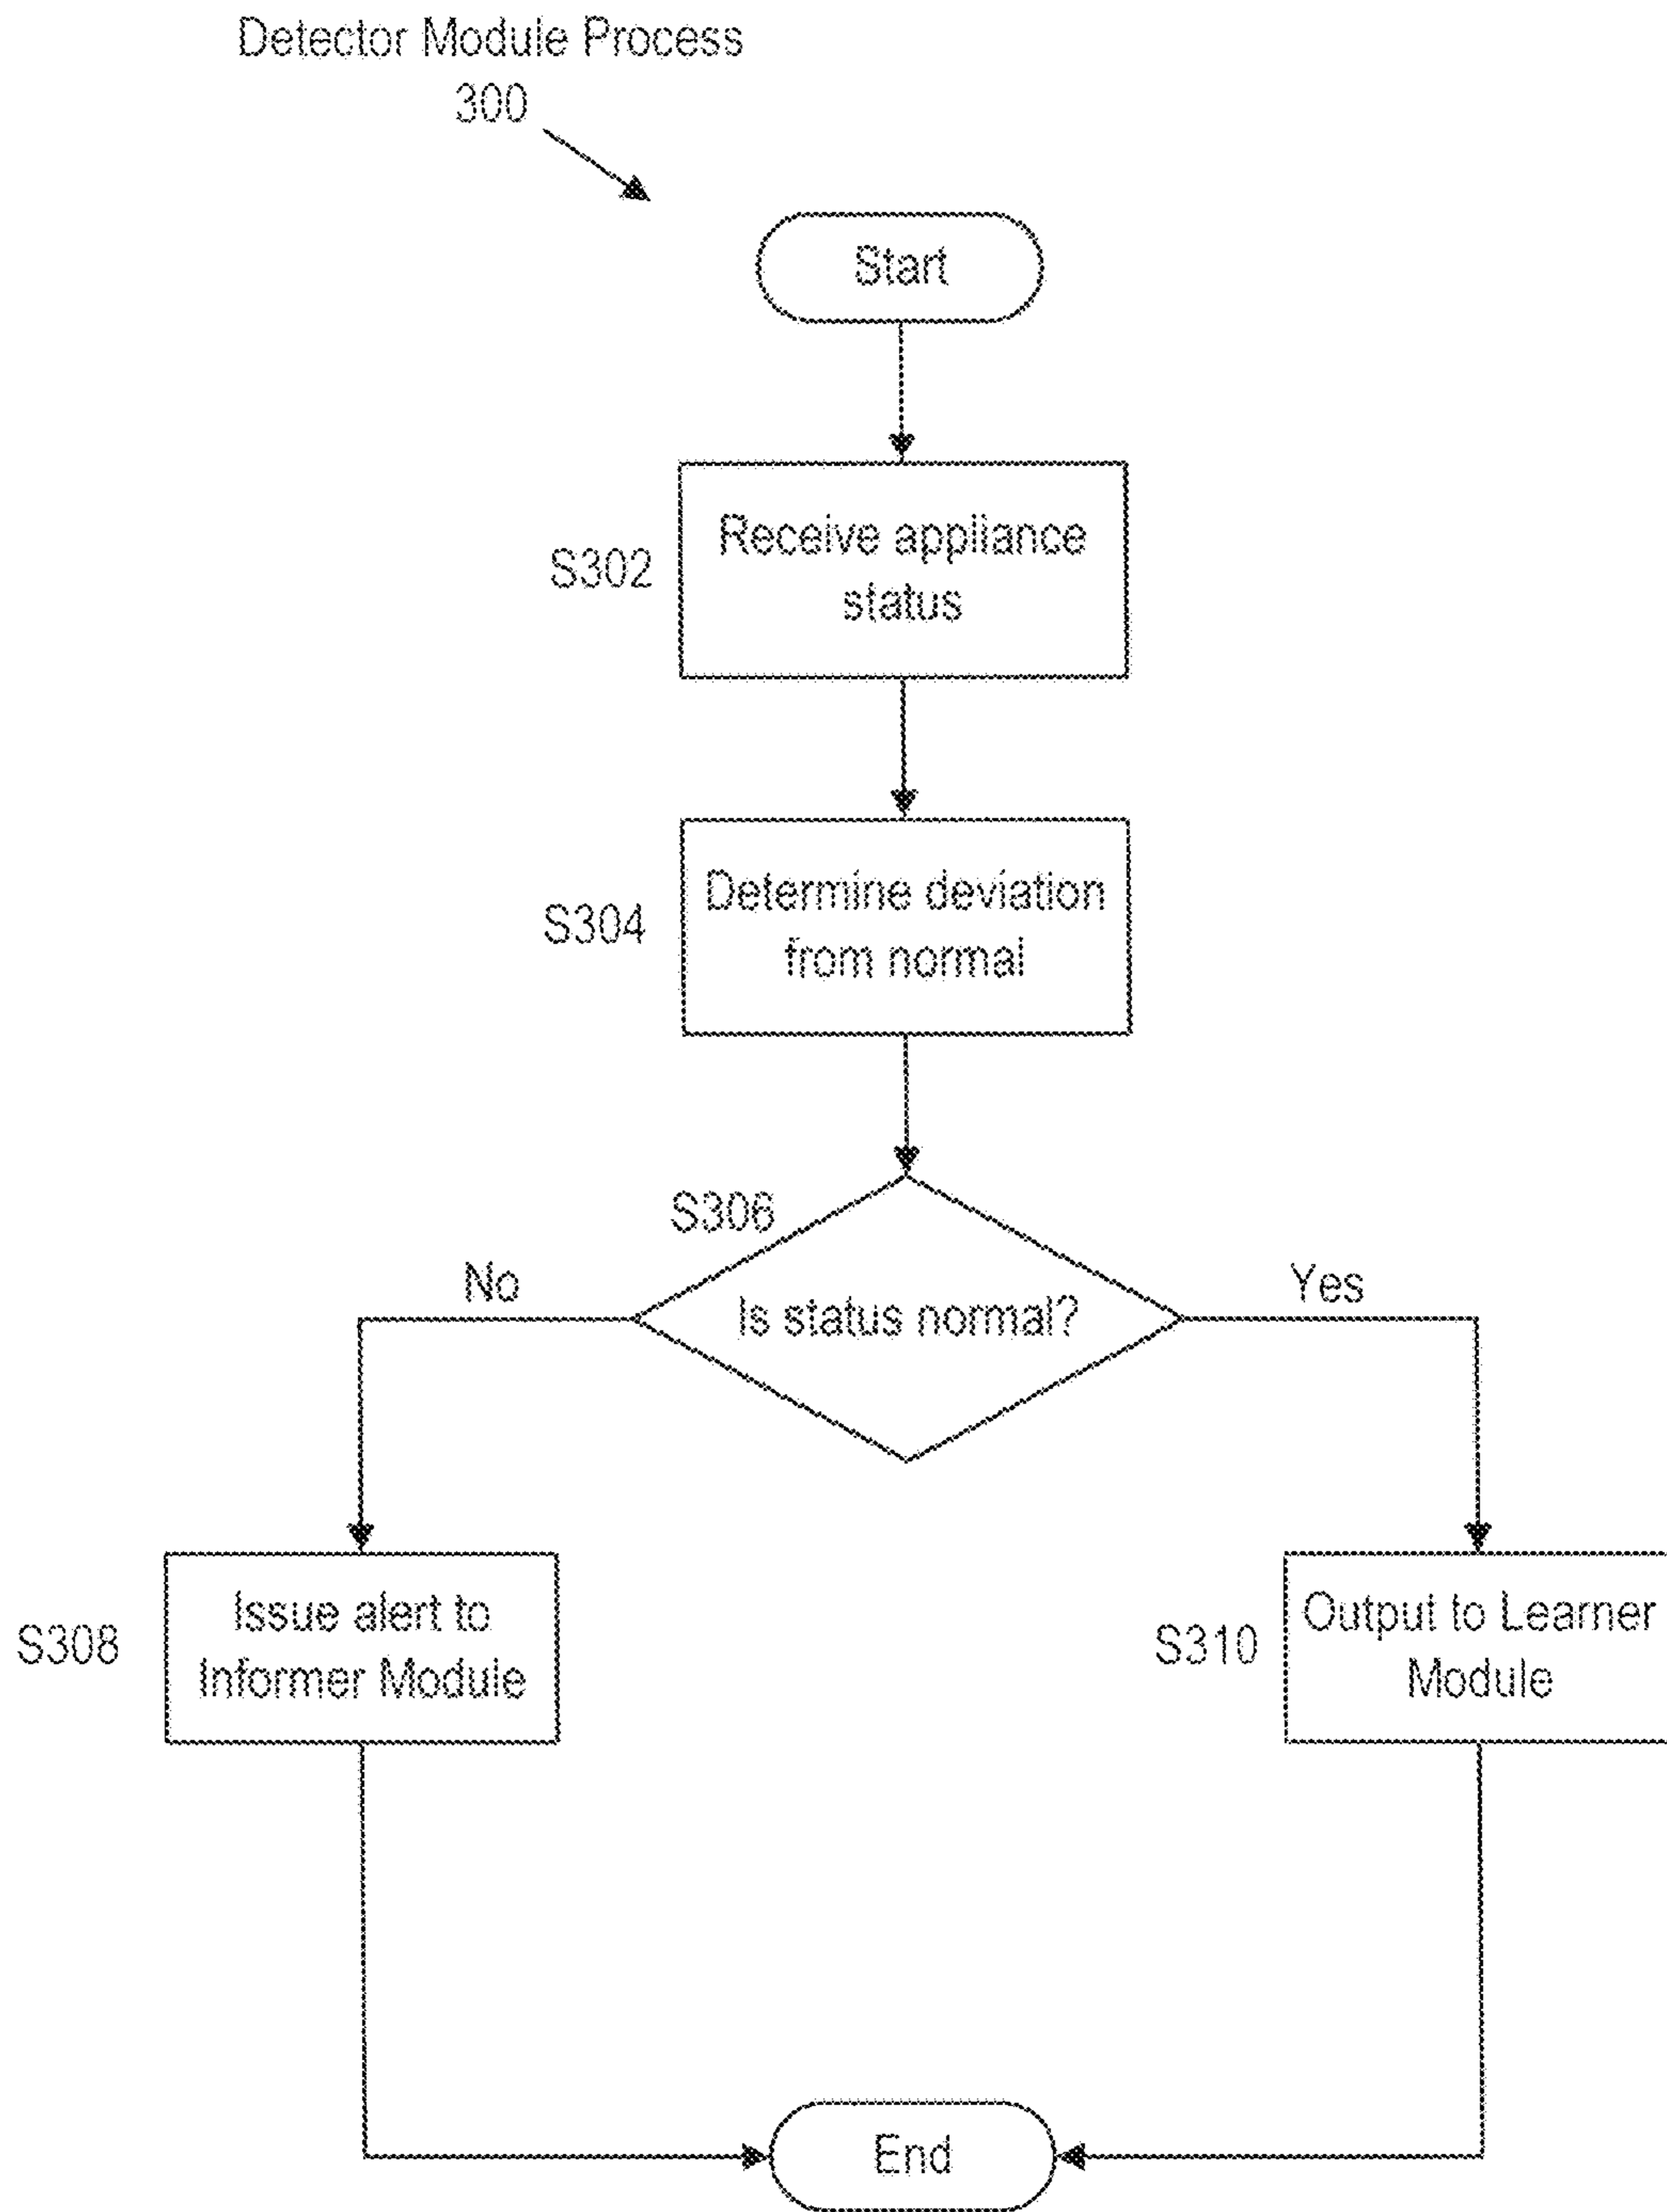 Detector Module Process
300
Start
S302
Receive appliance
status
S304
Determine deviation
from normal
S306
No
Is status normal?
Yes
S308
Issue alert to
Informer Module
S310
Output to Learner
Module
End